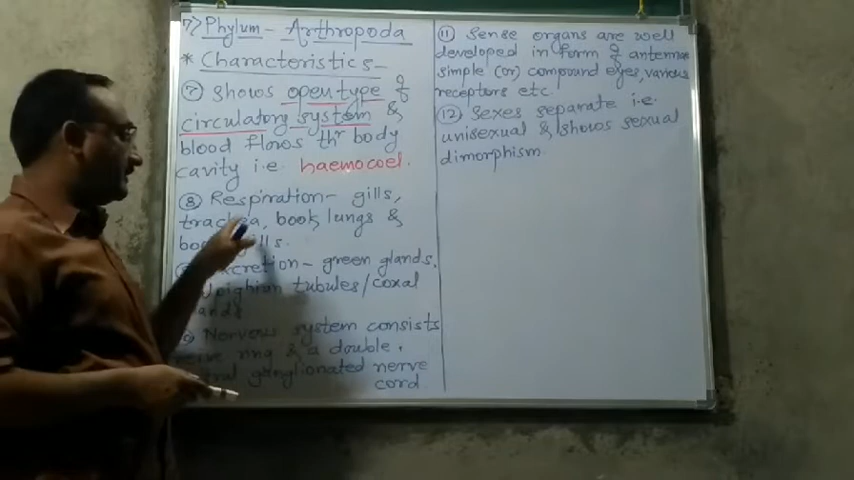 7> Phylum - Arthropoda
* Characteristics -
⑦ shows open type of
circulatory system &
blood flows thr body
cavity i.e haemocoel.
⑧ Respiration - gills,
trachea, book lungs &
gills.
Excretion - green glands,
tubules/coxal
Nervous system consists
ring & a double
ganglionated nerve
cord
⑪ Sense organs are well
developed in form of antennae
simple (or) compound eyes, various
receptors etc.
⑫ Sexes separate i.e.
unisexual & shows sexual
dimorphism.